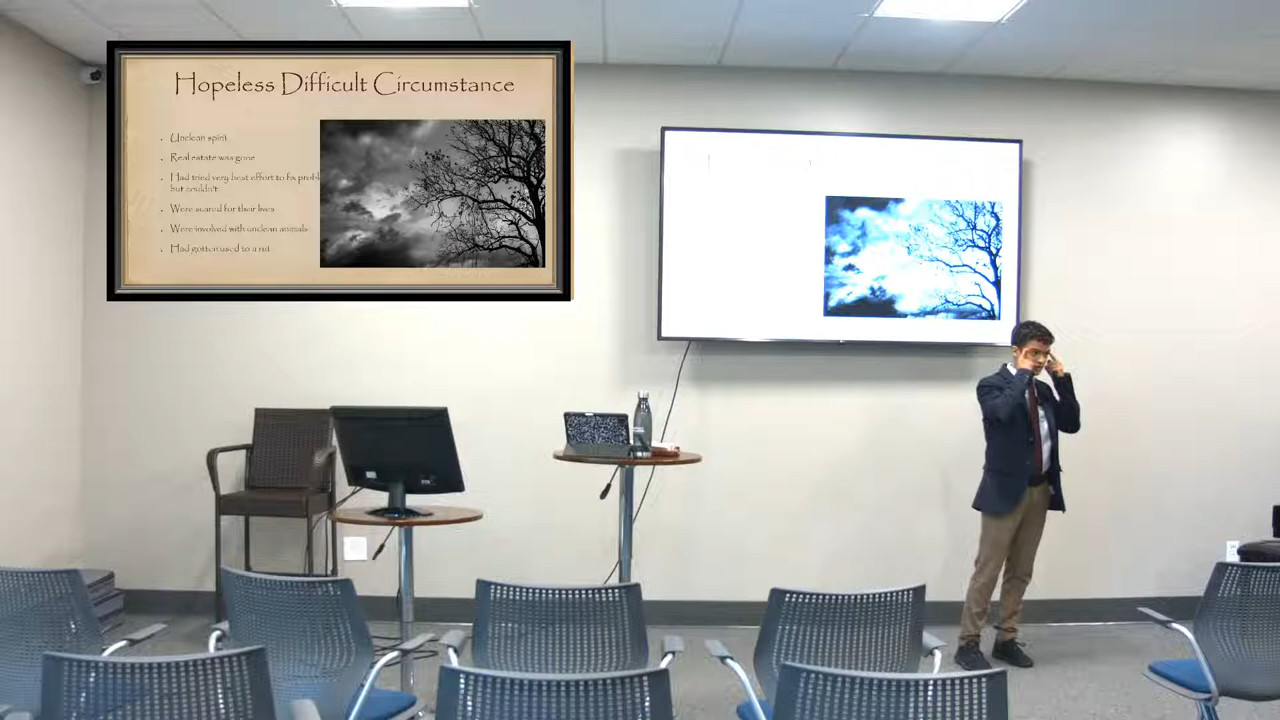 Hopeless Difficult Circumstance
• Unclean spirit
• Real estate was gone
• Had tried very best effort to fix probl
but couldn't
• Were scared for their lives
• Were involved with unclean animals
• Had gotten used to a rut